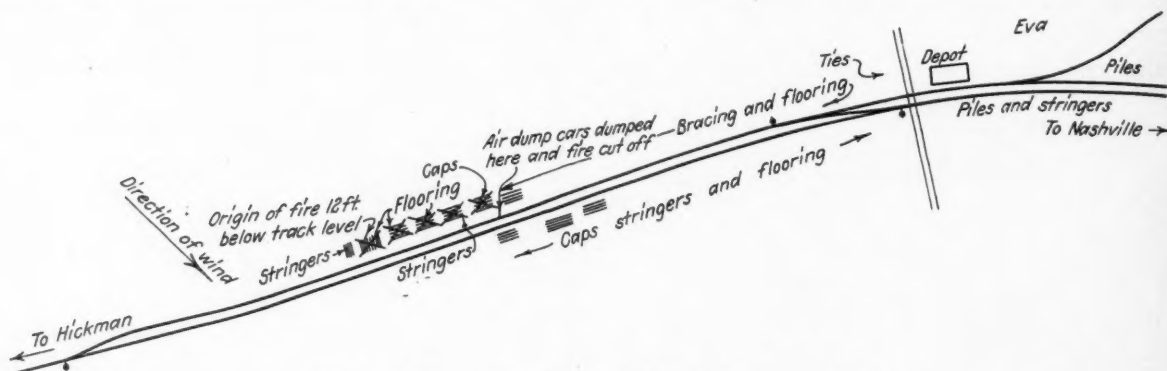 Eva
Depot
Ties
Piles
Piles and stringers
To Nashville
Bracing and flooring
Air dump cars dumped
here and fire cut off
Caps
Flooring
Origin of fire 12 ft.
below track level
Stringers
Stringers
Caps stringers and flooring
Direction of wind
To Hickman